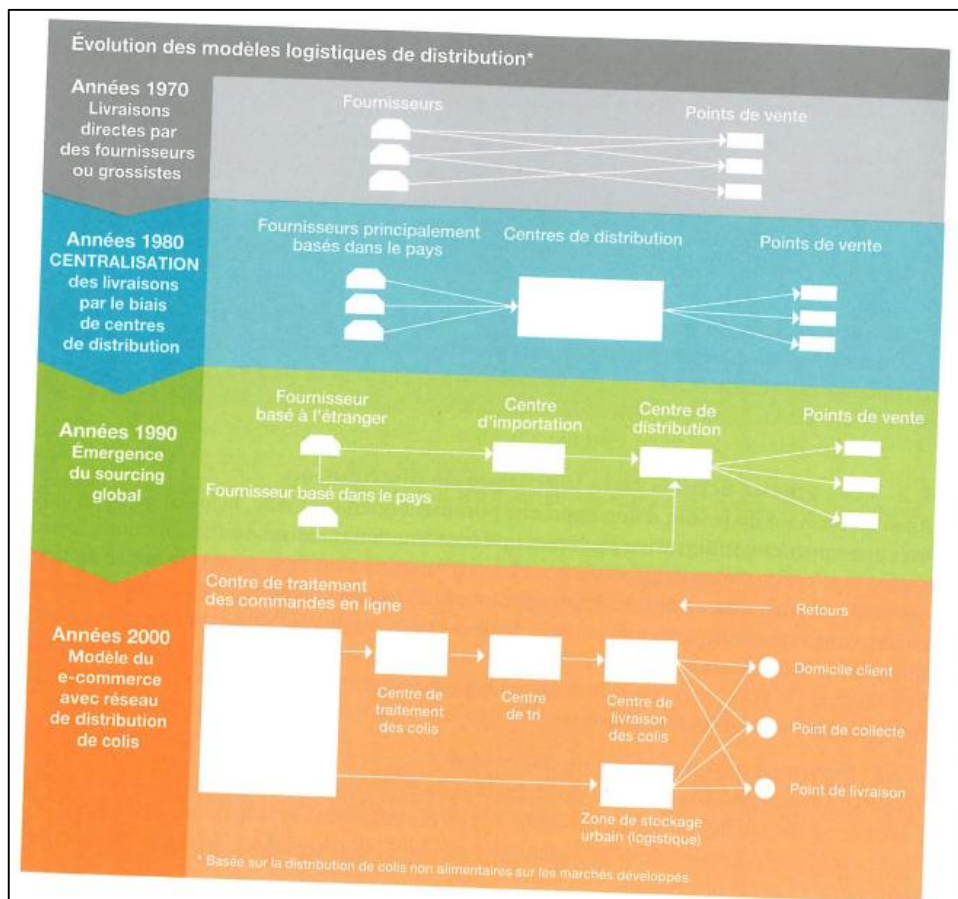 Évolution des modèles logistiques de distribution*
Années 1970
Livraisons
directes par
des fournisseurs
ou grossistes
Fournisseurs
Points de vente
Années 1980
CENTRALISATION
des livraisons
par le biais
de centres
de distribution
Fournisseurs principalement
basés dans le pays
Centres de distribution
Points de vente
Années 1990
Émergence
du sourcing
global
Fournisseur
basé à l'étranger
Centre
d'importation
Centre de
distribution
Points de vente
Fournisseur basé dans le pays
Années 2000
Modèle du
e-commerce
avec réseau
de distribution
de colis
Centre de traitement
des commandes en ligne
Retours
Centre de
traitement
des colis
Centre
de tri
Centre de
livraison
des colis
Domicile client
Point de collecte
Point de livraison
Zone de stockage
urbain (logistique)
* Basée sur la distribution de colis non alimentaires sur les marchés développés